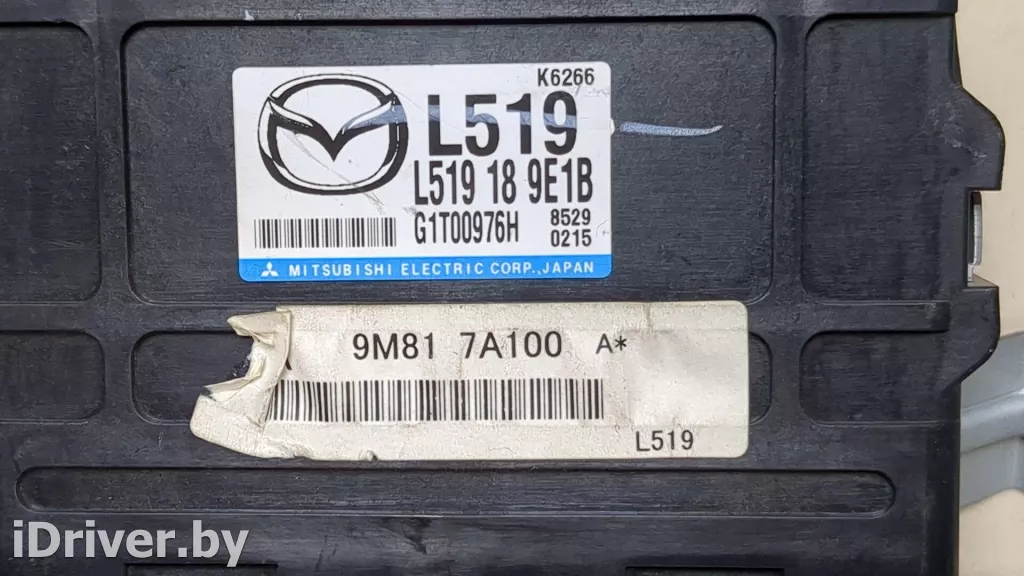 K6266
L519
L519 18 9E1B
G1T00976H 8529
0215
MITSUBISHI ELECTRIC CORP., JAPAN
9M81 7A100 A*
L519
iDriver.by